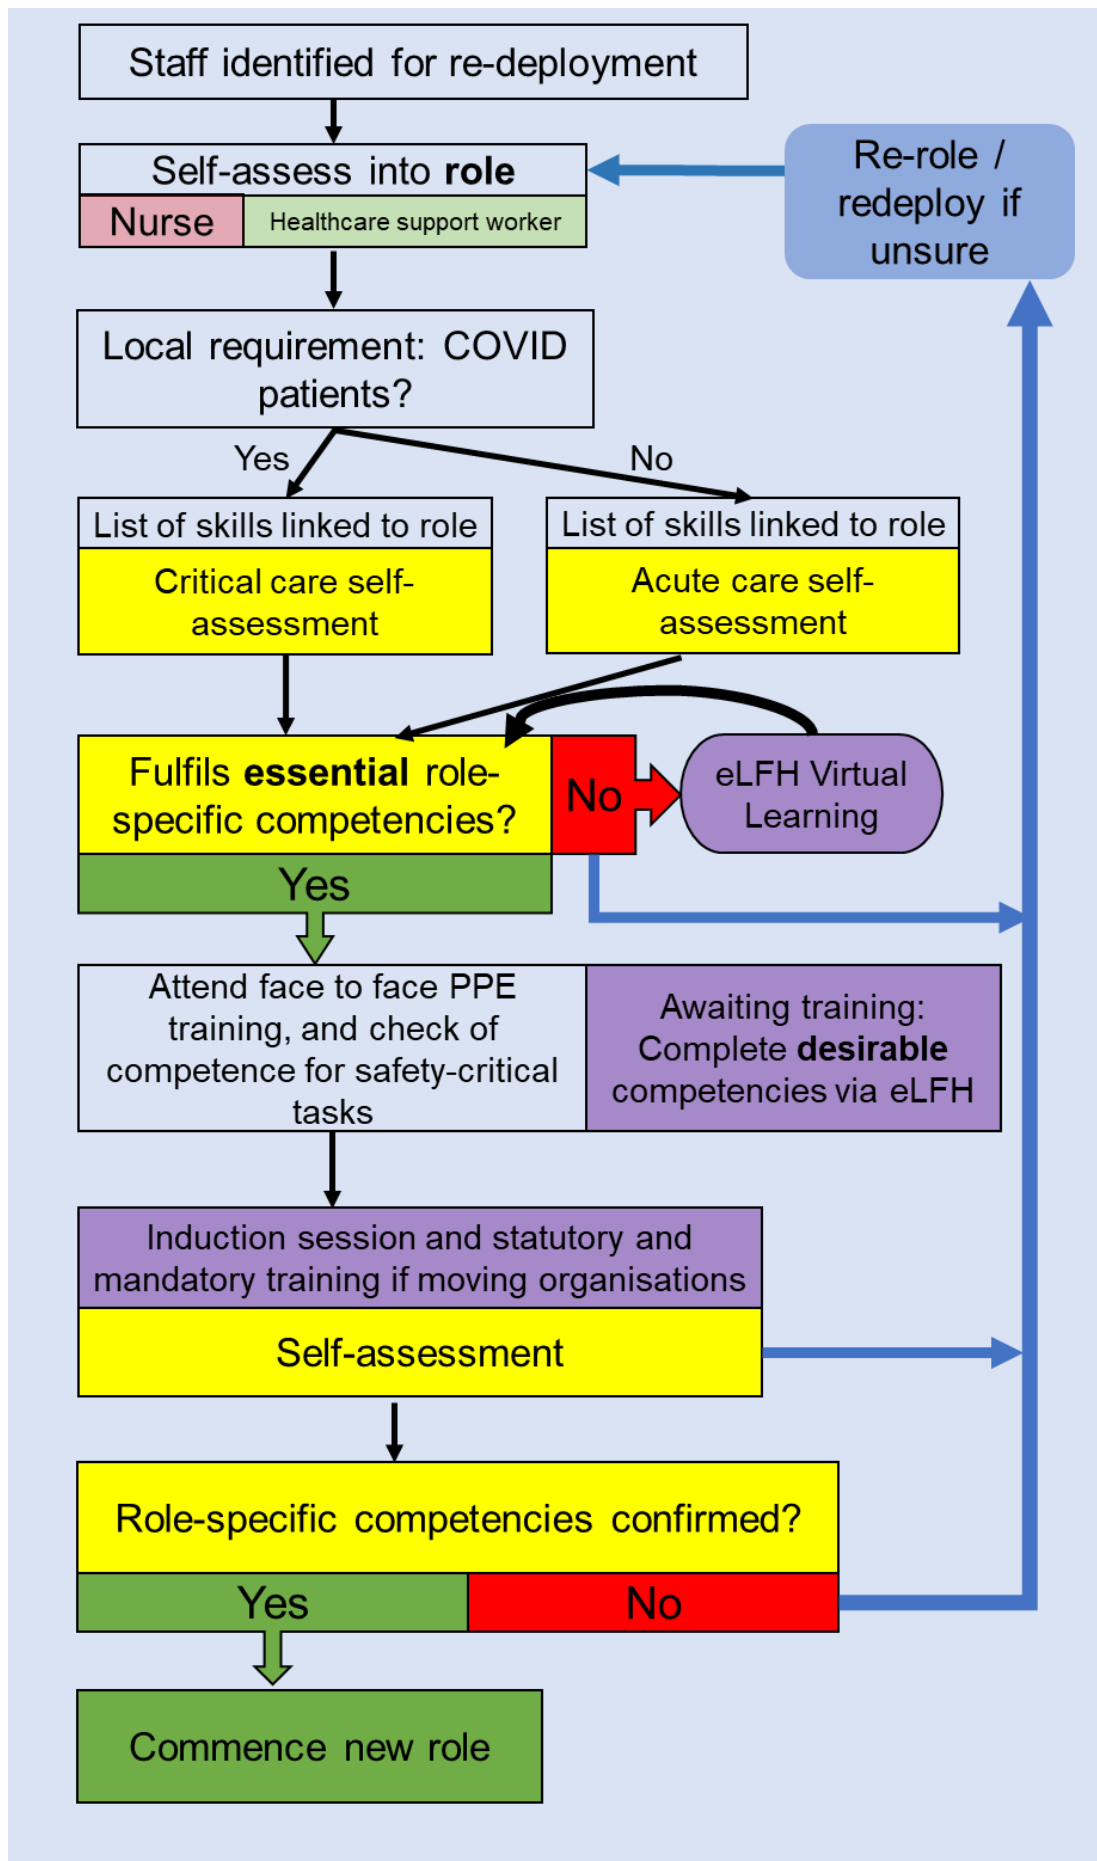 Staff identified for re-deployment
Self-assess into role
Nurse
Healthcare support worker
Re-role /
redeploy if
unsure
Local requirement: COVID
patients?
Yes
No
List of skills linked to role
Critical care self-
assessment
List of skills linked to role
Acute care self-
assessment
Fulfils essential role-
specific competencies?
No
eLFH Virtual
Learning
Yes
Attend face to face PPE
training, and check of
competence for safety-critical
tasks
Awaiting training:
Complete desirable
competencies via eLFH
Induction session and statutory and
mandatory training if moving organisations
Self-assessment
Role-specific competencies confirmed?
Yes
No
Commence new role